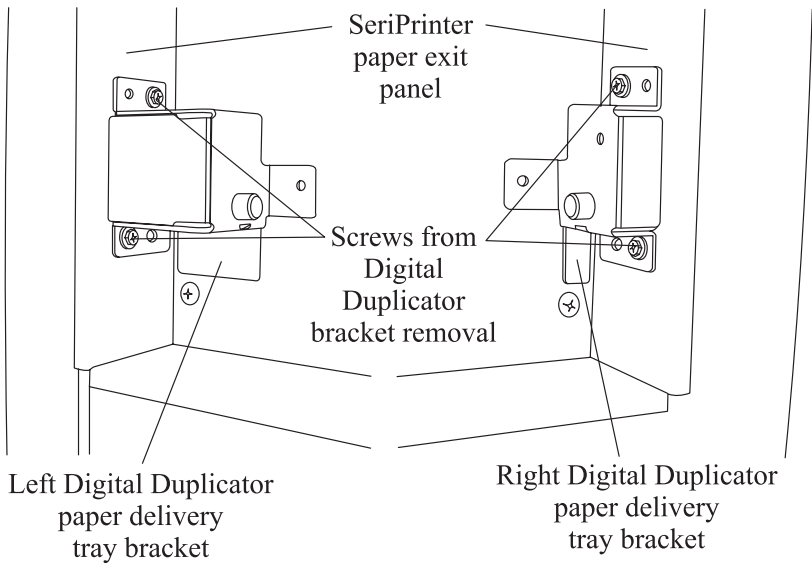 SeriPrinter
paper exit
panel
Screws from
Digital
Duplicator
bracket removal
Left Digital Duplicator
paper delivery
tray bracket
Right Digital Duplicator
paper delivery
tray bracket